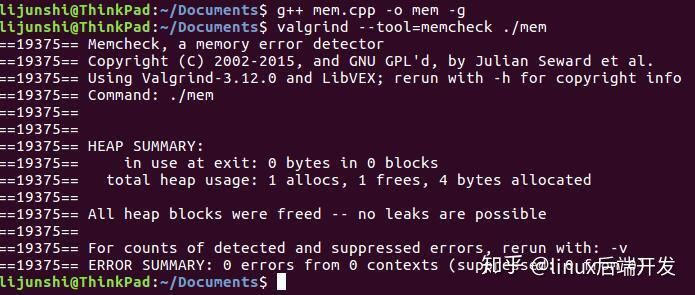 lijunshi@ThinkPad:~/Documents$ g++ mem.cpp -o mem -g
lijunshi@ThinkPad:~/Documents$ valgrind --tool=memcheck ./mem
==19375== Memcheck, a memory error detector
==19375== Copyright (C) 2002-2015, and GNU GPL'd, by Julian Seward et al.
==19375== Using Valgrind-3.12.0 and LibVEX; rerun with -h for copyright info
==19375== Command: ./mem
==19375==
==19375==
==19375== HEAP SUMMARY:
==19375==     in use at exit: 0 bytes in 0 blocks
==19375==   total heap usage: 1 allocs, 1 frees, 4 bytes allocated
==19375==
==19375== All heap blocks were freed -- no leaks are possible
==19375==
==19375== For counts of detected and suppressed errors, rerun with: -v
==19375== ERROR SUMMARY: 0 errors from 0 contexts
知乎 @linux后端开发
lijunshi@ThinkPad:~/Documents$